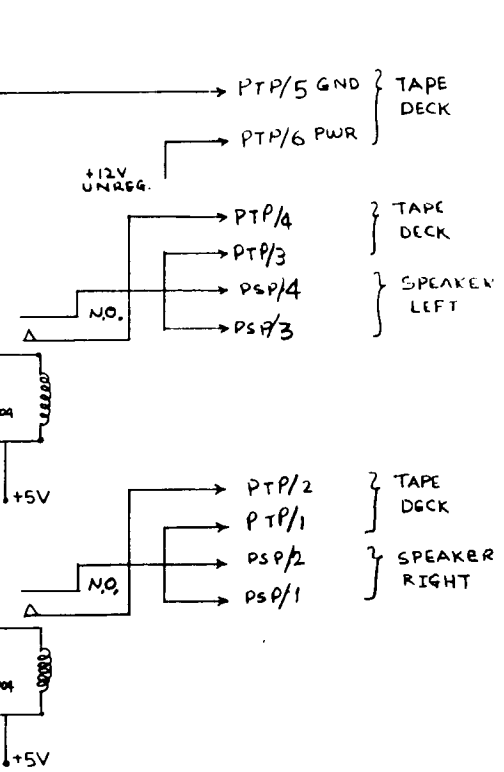 PTP/5 GND
TAPE
DECK
PTP/6 PWR
+12V
UNREG.
PTP/4
TAPE
DECK
PTP/3
PSP/4
SPEAKER
LEFT
N.O.
PSP/3
+5V
PTP/2
TAPE
DECK
PTP/1
PSP/2
SPEAKER
RIGHT
N.O.
PSP/1
+5V